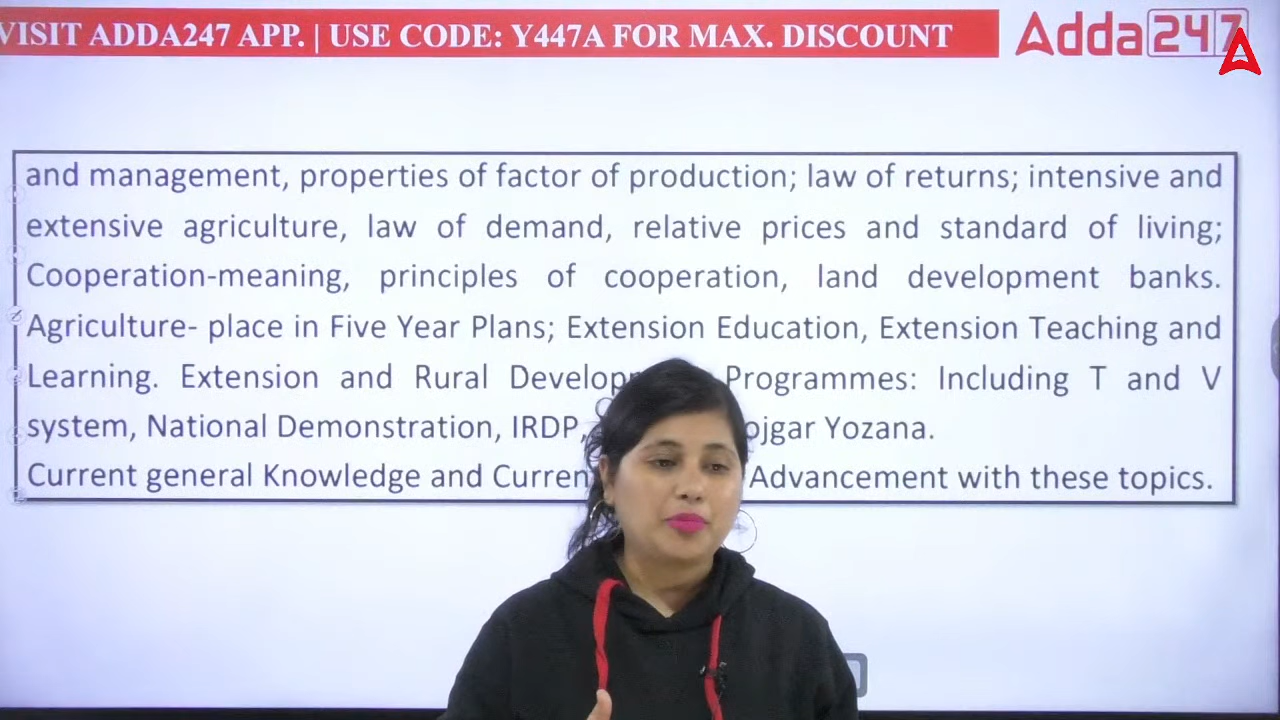 VISIT ADDA247 APP. | USE CODE: Y447A FOR MAX. DISCOUNT
Adda247
and management, properties of factor of production; law of returns; intensive and
extensive agriculture, law of demand, relative prices and standard of living;
Cooperation-meaning, principles of cooperation, land development banks.
Agriculture- place in Five Year Plans; Extension Education, Extension Teaching and
Learning. Extension and Rural Programmes: Including T and V
system, National Demonstration, IRDP, Yozana.
Current general Knowledge and Advancement with these topics.